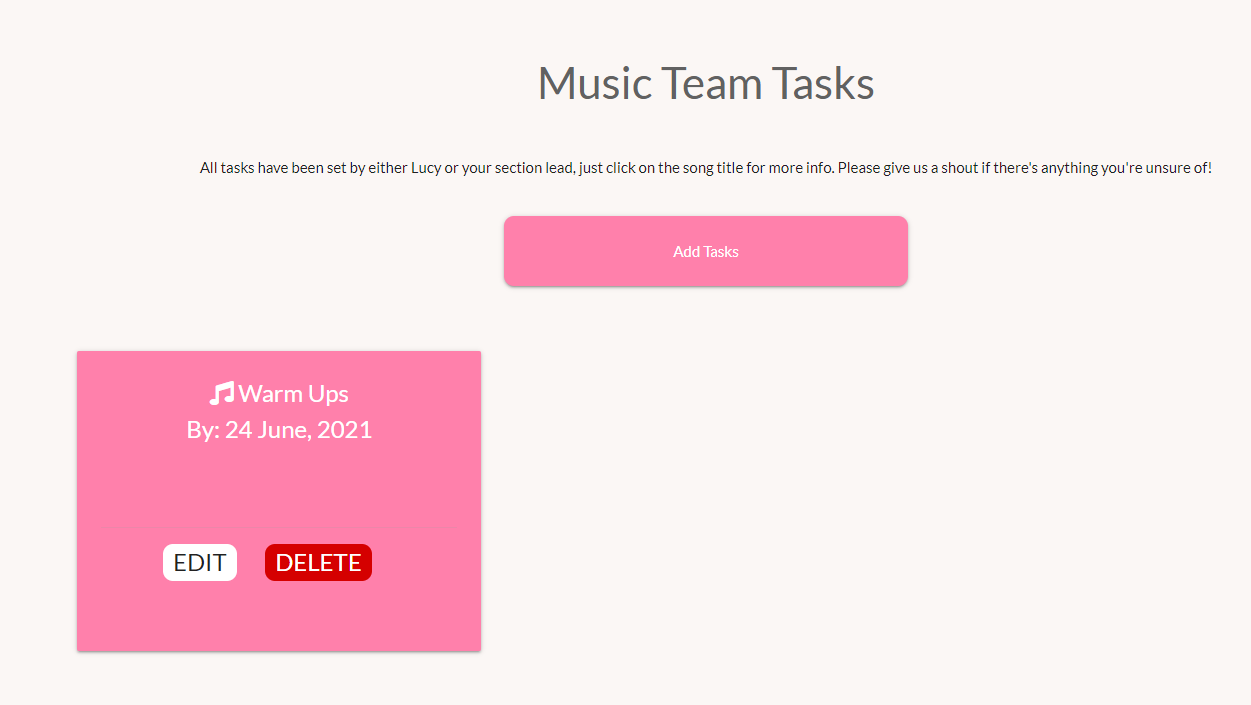 Music Team Tasks
All tasks have been set by either Lucy or your section lead, just click on the song title for more info. Please give us a shout if there's anything you're unsure of!
Add Tasks
Warm Ups
By: 24 June, 2021
EDIT DELETE